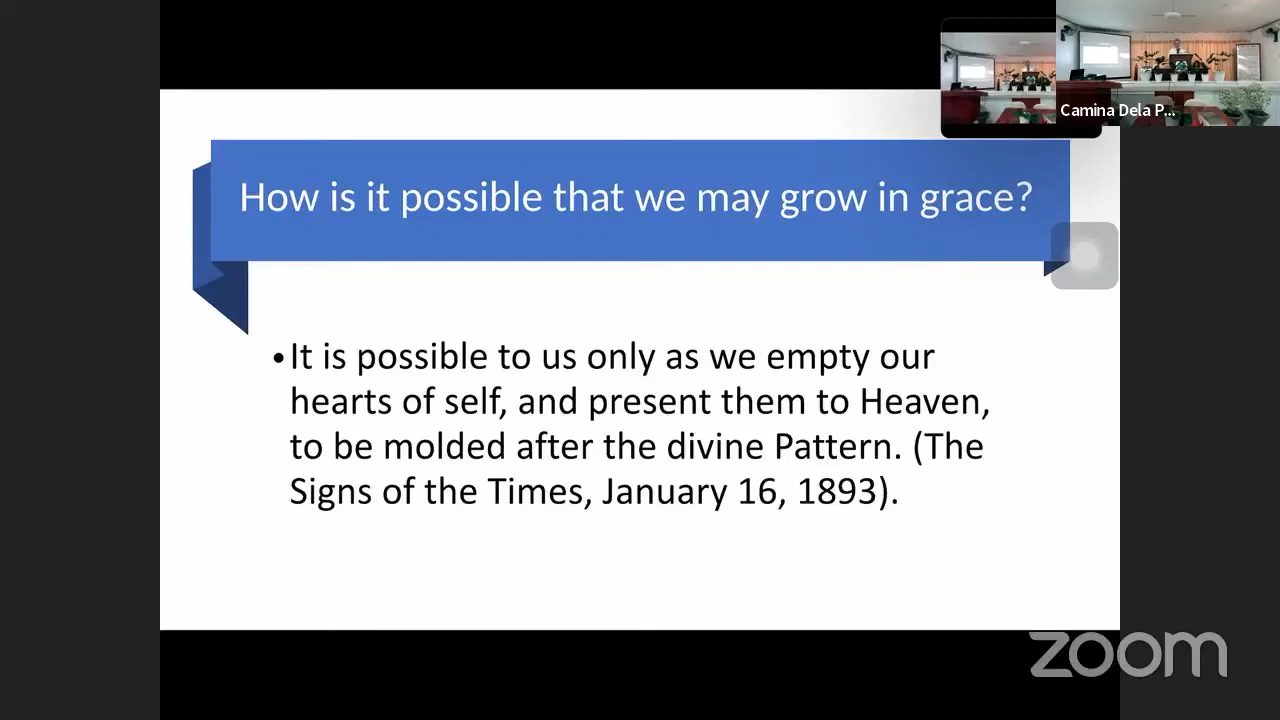 Camina Dela P...
How is it possible that we may grow in grace?
•It is possible to us only as we empty our
hearts of self, and present them to Heaven,
to be molded after the divine Pattern. (The
Signs of the Times, January 16, 1893).
zoom